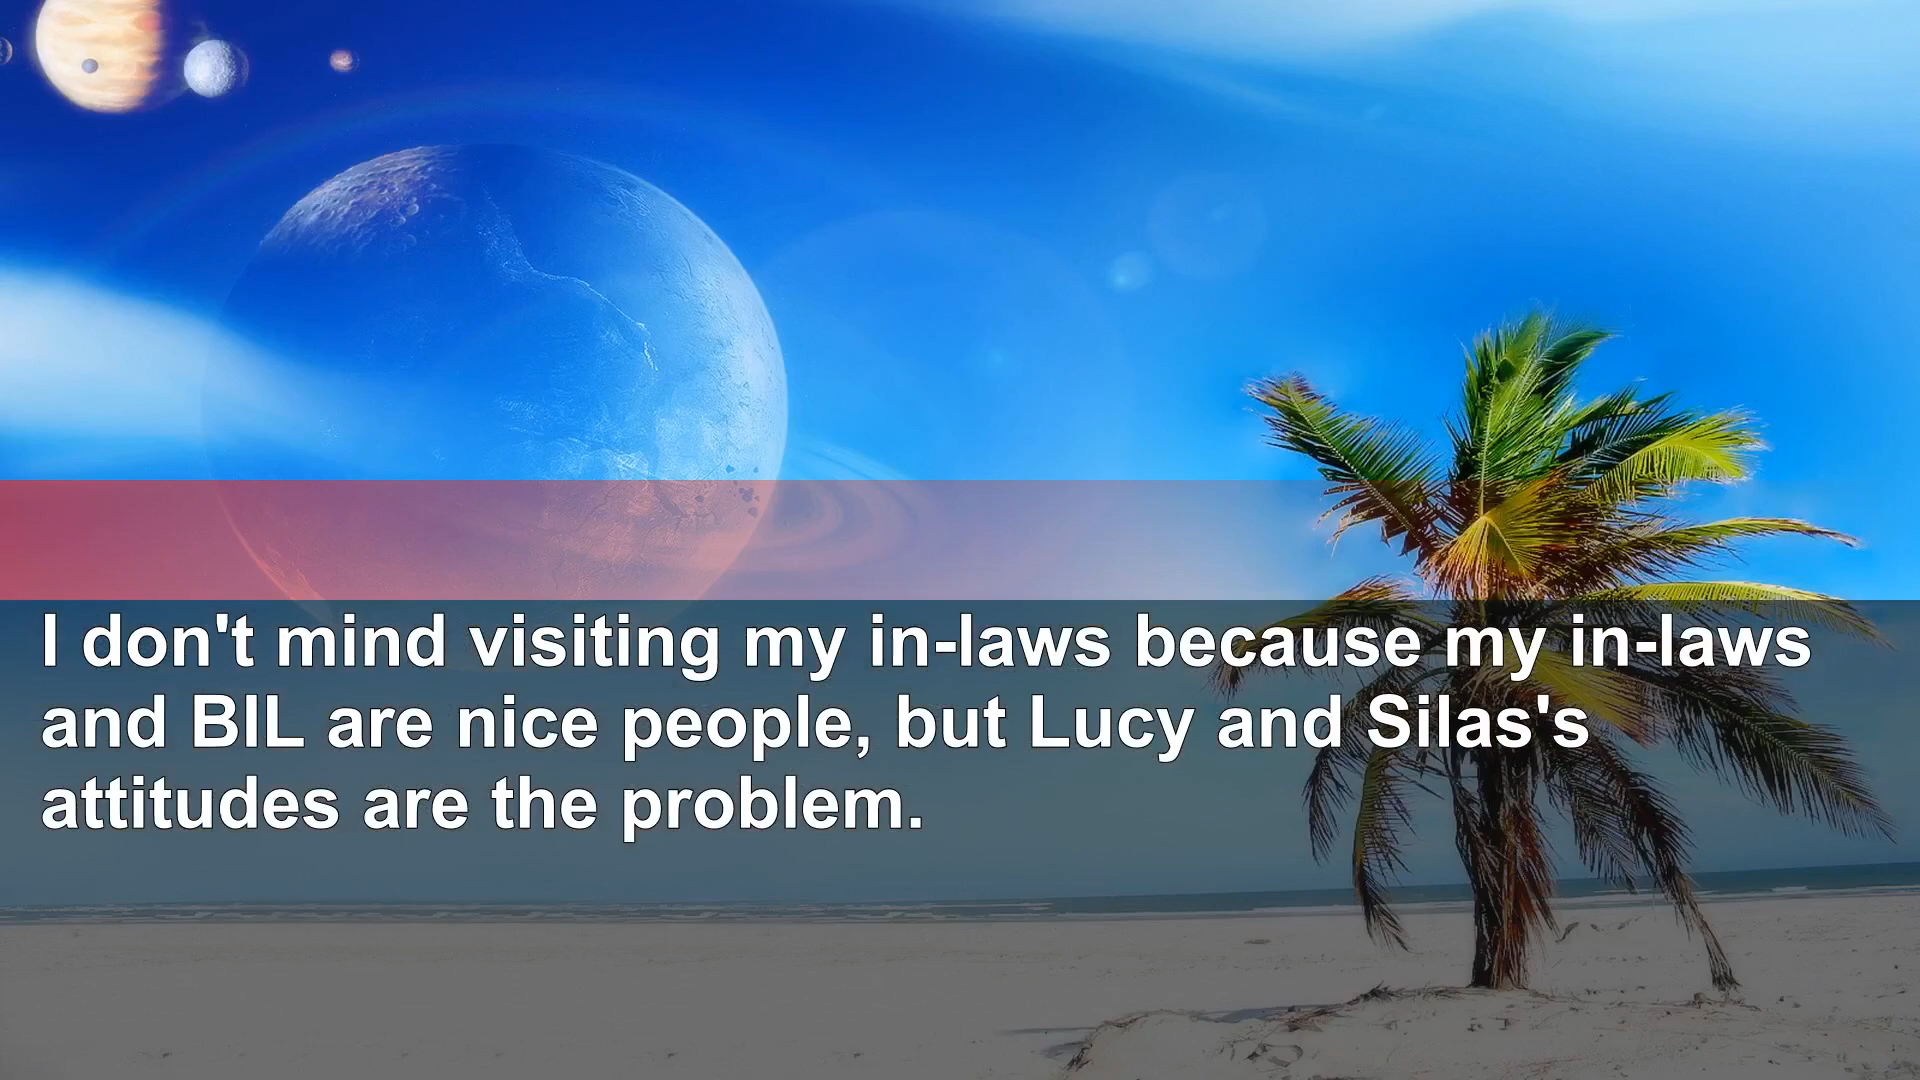 I don't mind visiting my in-laws because my in-laws
and BIL are nice people, but Lucy and Silas's
attitudes are the problem.